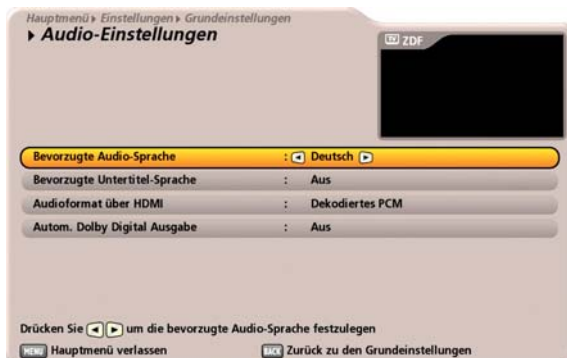 Hauptmenü ▸ Einstellungen ▸ Grundeinstellungen
▸ Audio-Einstellungen
TV ZDF
Bevorzugte Audio-Sprache : ◀ Deutsch ▶
Bevorzugte Untertitel-Sprache : Aus
Audioformat über HDMI : Dekodiertes PCM
Autom. Dolby Digital Ausgabe : Aus
Drücken Sie ◀ ▶ um die bevorzugte Audio-Sprache festzulegen
MENU Hauptmenü verlassen BACK Zurück zu den Grundeinstellungen